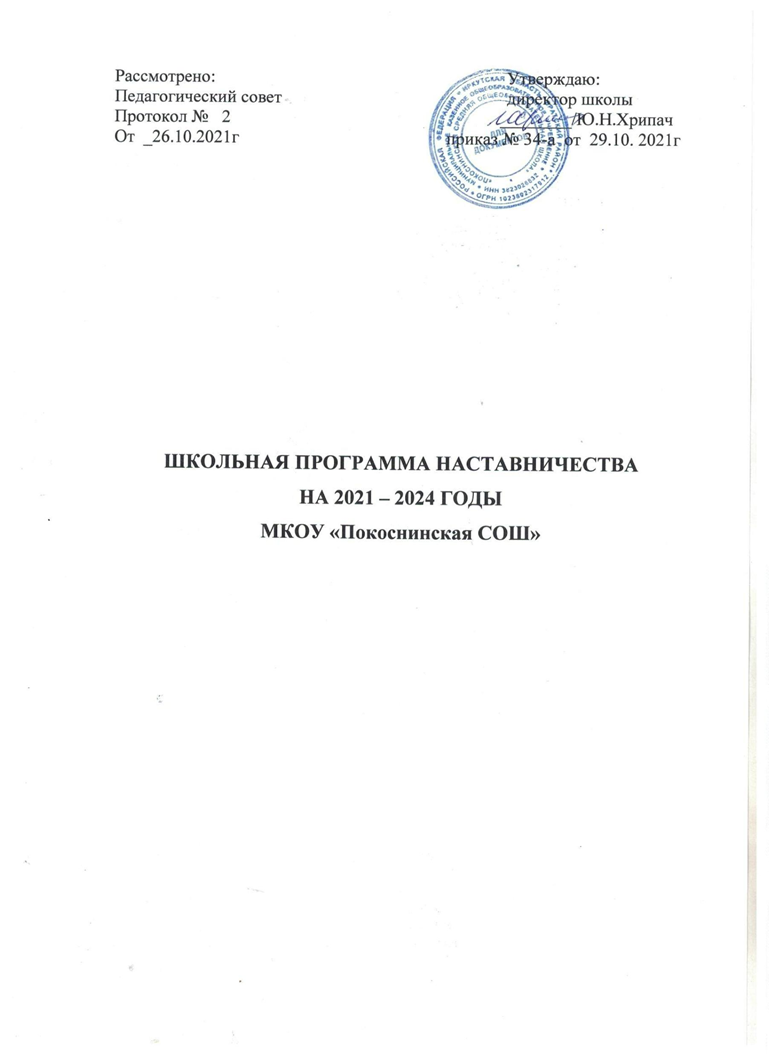 Рассмотрено:
Педагогический совет
Протокол № 2
От _26.10.2021г
Утверждаю:
директор школы
Ю.Н.Хрипач
приказ № 34-а от 29.10. 2021г
ШКОЛЬНАЯ ПРОГРАММА НАСТАВНИЧЕСТВА
НА 2021 – 2024 ГОДЫ
МКОУ «Покоснинская СОШ»